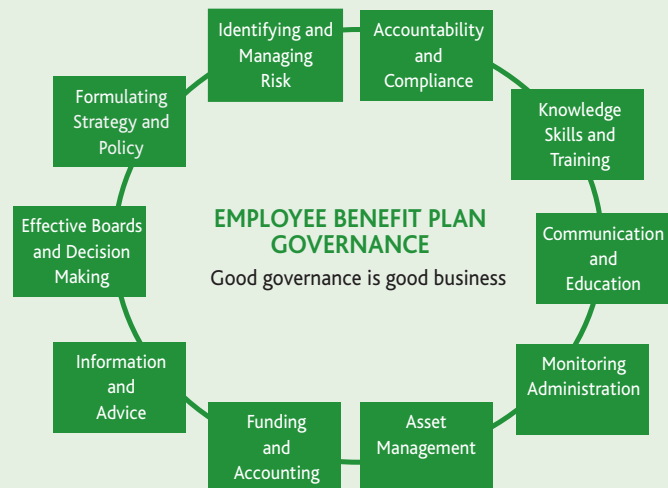 Identifying and
Managing
Risk
Accountability
and
Compliance
Knowledge
Skills and
Training
Communication
and
Education
Monitoring
Administration
Asset
Management
Funding
and
Accounting
Information
and
Advice
Effective Boards
and Decision
Making
Formulating
Strategy and
Policy
EMPLOYEE BENEFIT PLAN
GOVERNANCE
Good governance is good business